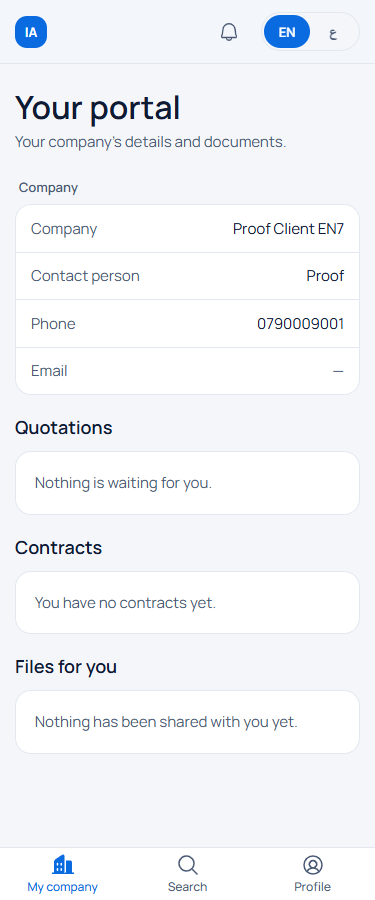 IA
EN
ع
Your portal
Your company's details and documents.
Company
Company Proof Client EN7
Contact person Proof
Phone 0790009001
Email —
Quotations
Nothing is waiting for you.
Contracts
You have no contracts yet.
Files for you
Nothing has been shared with you yet.
My company Search Profile